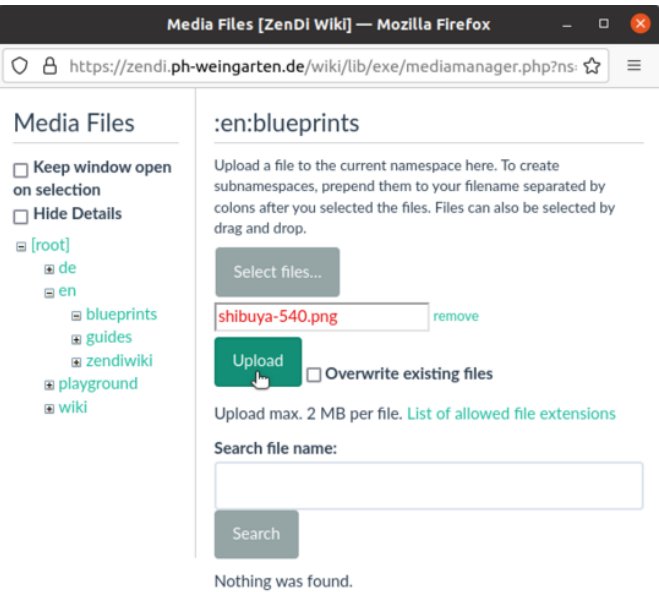 Media Files [ZenDi Wiki] — Mozilla Firefox
https://zendi.ph-weingarten.de/wiki/lib/exe/mediamanager.php?ns=
Media Files
Keep window open
on selection
Hide Details
[root]
de
en
blueprints
guides
zendiwiki
playground
wiki
:en:blueprints
Upload a file to the current namespace here. To create
subnamespaces, prepend them to your filename separated by
colons after you selected the files. Files can also be selected by
drag and drop.
Select files...
shibuya-540.png remove
Upload Overwrite existing files
Upload max. 2 MB per file. List of allowed file extensions
Search file name:
Search
Nothing was found.